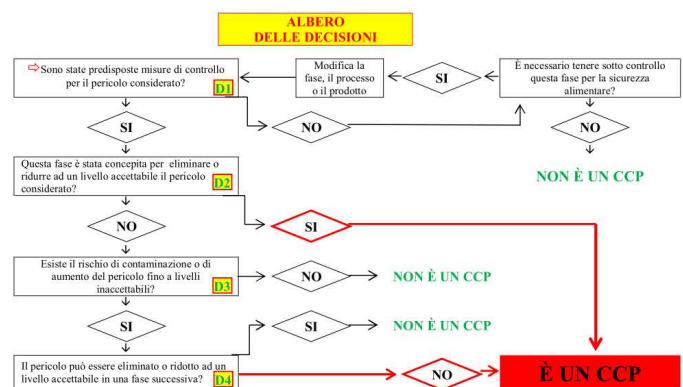 ALBERO
DELLE DECISIONI
⇨Sono state predisposte misure di controllo
per il pericolo considerato?
D1
Modifica la
fase, il processo
o il prodotto
SI
È necessario tenere sotto controllo
questa fase per la sicurezza
alimentare?
SI
NO
NO
NON È UN CCP
Questa fase è stata concepita per eliminare o
ridurre ad un livello accettabile il pericolo
considerato?
D2
NO
SI
Esiste il rischio di contaminazione o di
aumento del pericolo fino a livelli
inaccettabili?
D3
NO
NON È UN CCP
SI
SI
NON È UN CCP
Il pericolo può essere eliminato o ridotto ad un
livello accettabile in una fase successiva?
D4
NO
È UN CCP